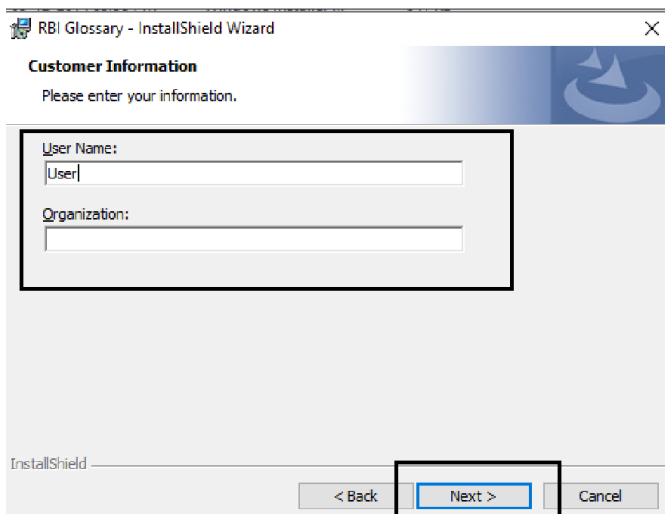 RBI Glossary - InstallShield Wizard
Customer Information
Please enter your information.
User Name:
User
Organization:
InstallShield
< Back Next > Cancel